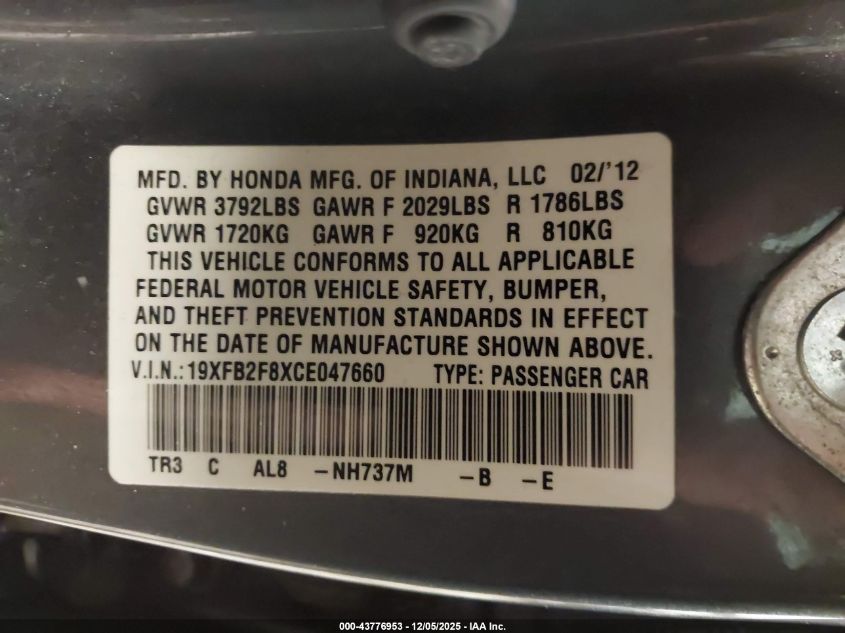 MFD. BY HONDA MFG. OF INDIANA, LLC 02/'12
GVWR 3792LBS GAWR F 2029LBS R 1786LBS
GVWR 1720KG GAWR F 920KG R 810KG
THIS VEHICLE CONFORMS TO ALL APPLICABLE
FEDERAL MOTOR VEHICLE SAFETY, BUMPER,
AND THEFT PREVENTION STANDARDS IN EFFECT
ON THE DATE OF MANUFACTURE SHOWN ABOVE.
V.I.N.:19XFB2F8XCE047660 TYPE: PASSENGER CAR
TR3 C AL8 -NH737M -B -E
000-43776953 - 12/05/2025 - IAA Inc.